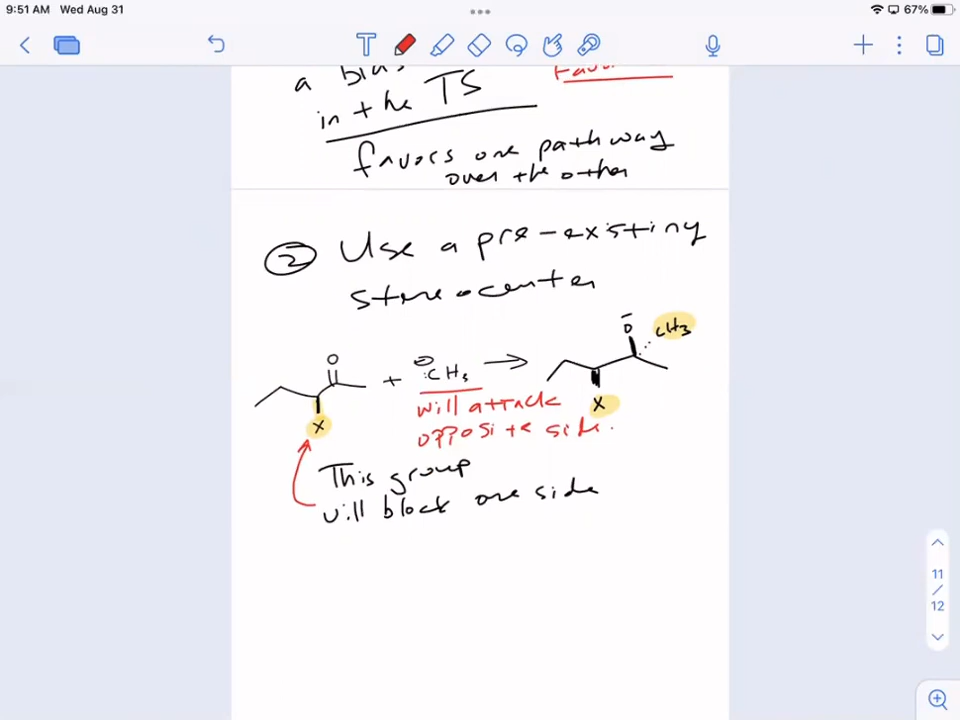 9:51 AM Wed Aug 31
67%
a bias
in the TS
favors one pathway
over the other
② Use a pre-existing
stereocenter
O
X
+
⊖
:CH3
→
O
CH3
X
will attack
opposite side.
This group
will block one side
11
/
12